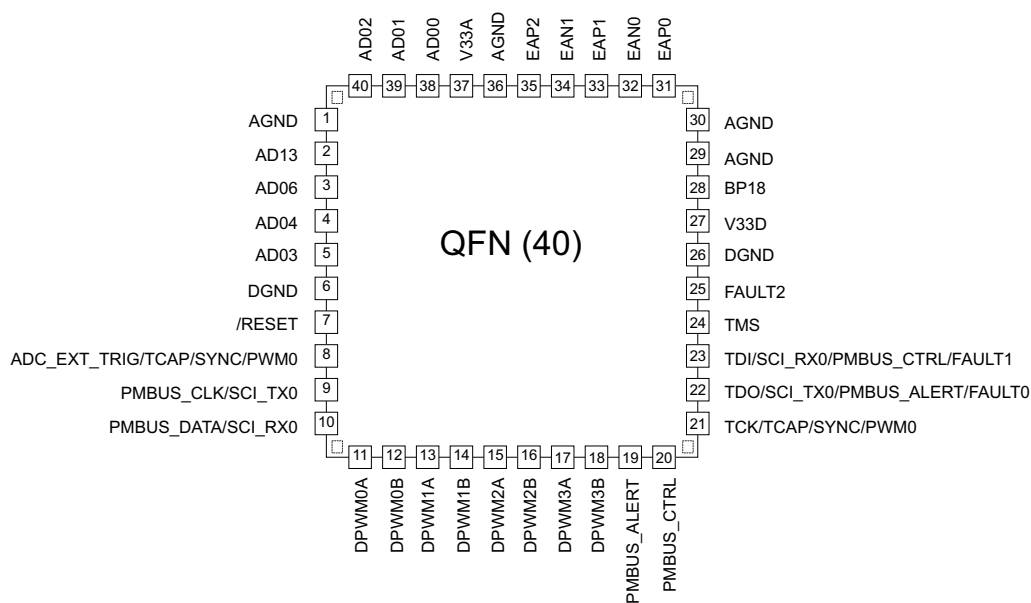 AD02
AD01
AD00
V33A
AGND
EAP2
EAN1
EAP1
EAN0
EAP0
40
39
38
37
36
35
34
33
32
31
AGND
1
AD13
2
AD06
3
AD04
4
AD03
5
DGND
6
/RESET
7
ADC_EXT_TRIG/TCAP/SYNC/PWM0
8
PMBUS_CLK/SCI_TX0
9
PMBUS_DATA/SCI_RX0
10
QFN (40)
30
AGND
29
AGND
28
BP18
27
V33D
26
DGND
25
FAULT2
24
TMS
23
TDI/SCI_RX0/PMBUS_CTRL/FAULT1
22
TDO/SCI_TX0/PMBUS_ALERT/FAULT0
21
TCK/TCAP/SYNC/PWM0
11
12
13
14
15
16
17
18
19
20
DPWM0A
DPWM0B
DPWM1A
DPWM1B
DPWM2A
DPWM2B
DPWM3A
DPWM3B
PMBUS_ALERT
PMBUS_CTRL